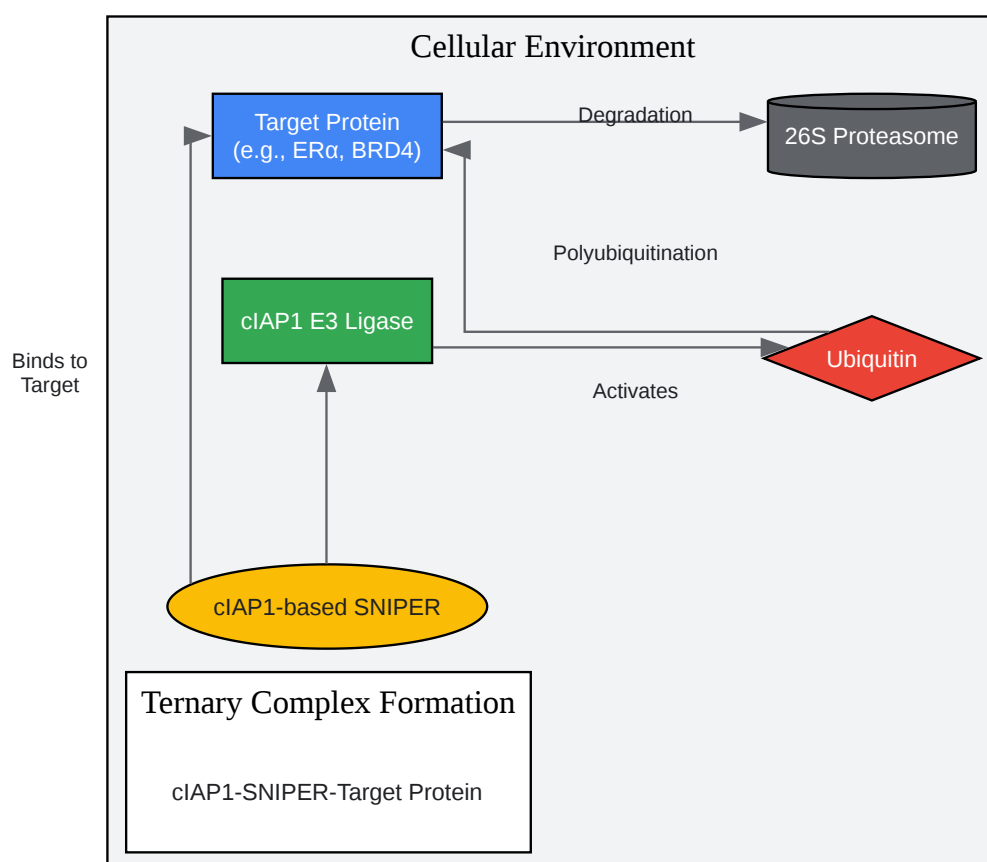 Cellular Environment
Target Protein
(e.g., ERα, BRD4)
Degradation
26S Proteasome
Polyubiquitination
cIAP1 E3 Ligase
Ubiquitin
Binds to
Target
Activates
cIAP1-based SNIPER
Ternary Complex Formation
cIAP1-SNIPER-Target Protein